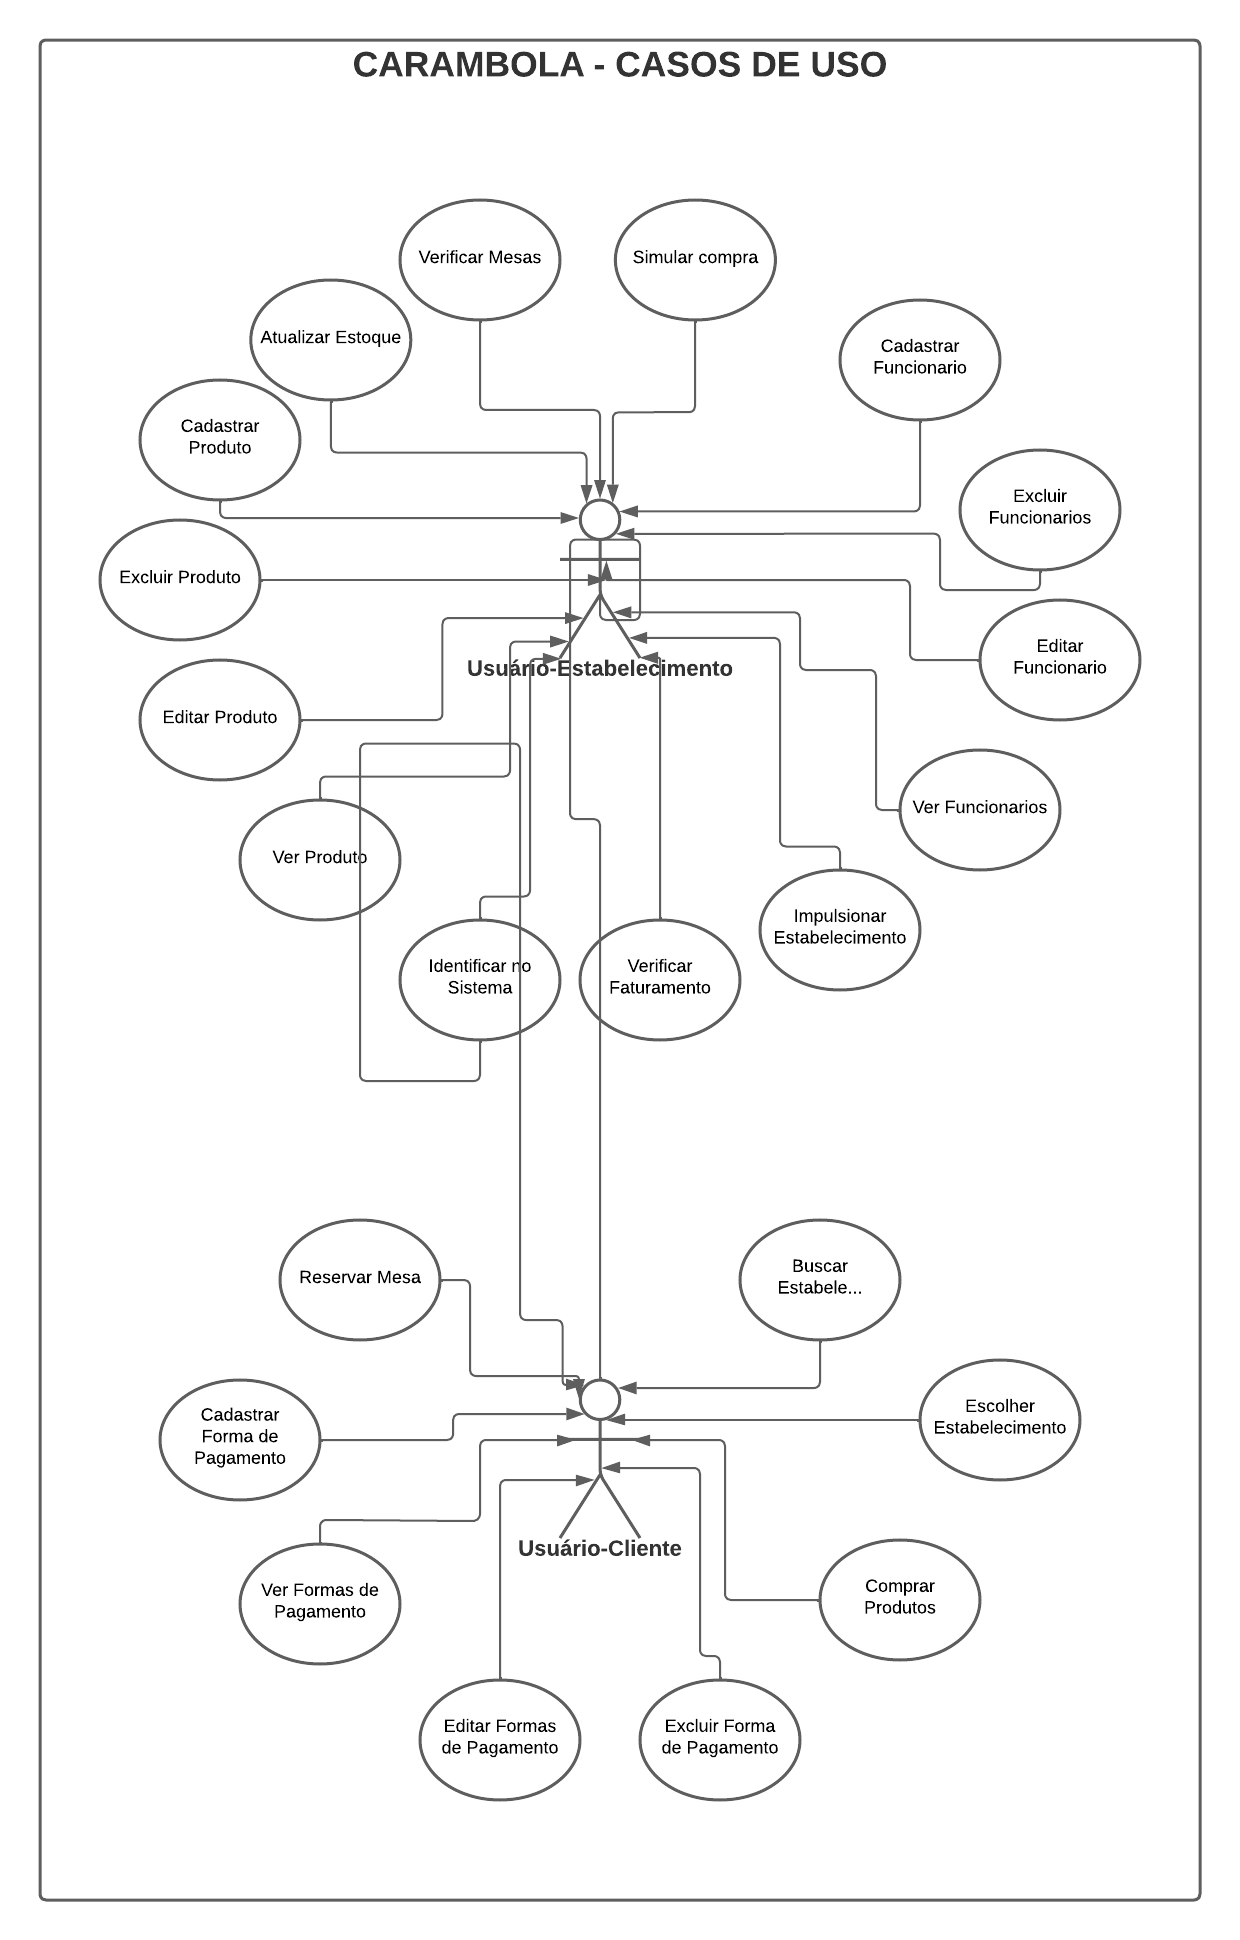 CARAMBOLA - CASOS DE USO
Verificar Mesas
Simular compra
Atualizar Estoque
Cadastrar
Funcionario
Cadastrar
Produto
Excluir
Funcionarios
Excluir Produto
Editar
Funcionario
Usuário-Estabelecimento
Editar Produto
Ver Funcionarios
Ver Produto
Impulsionar
Estabelecimento
Identificar no
Sistema
Verificar
Faturamento
Reservar Mesa
Buscar
Estabele...
Cadastrar
Forma de
Pagamento
Escolher
Estabelecimento
Usuário-Cliente
Ver Formas de
Pagamento
Comprar
Produtos
Editar Formas
de Pagamento
Excluir Forma
de Pagamento